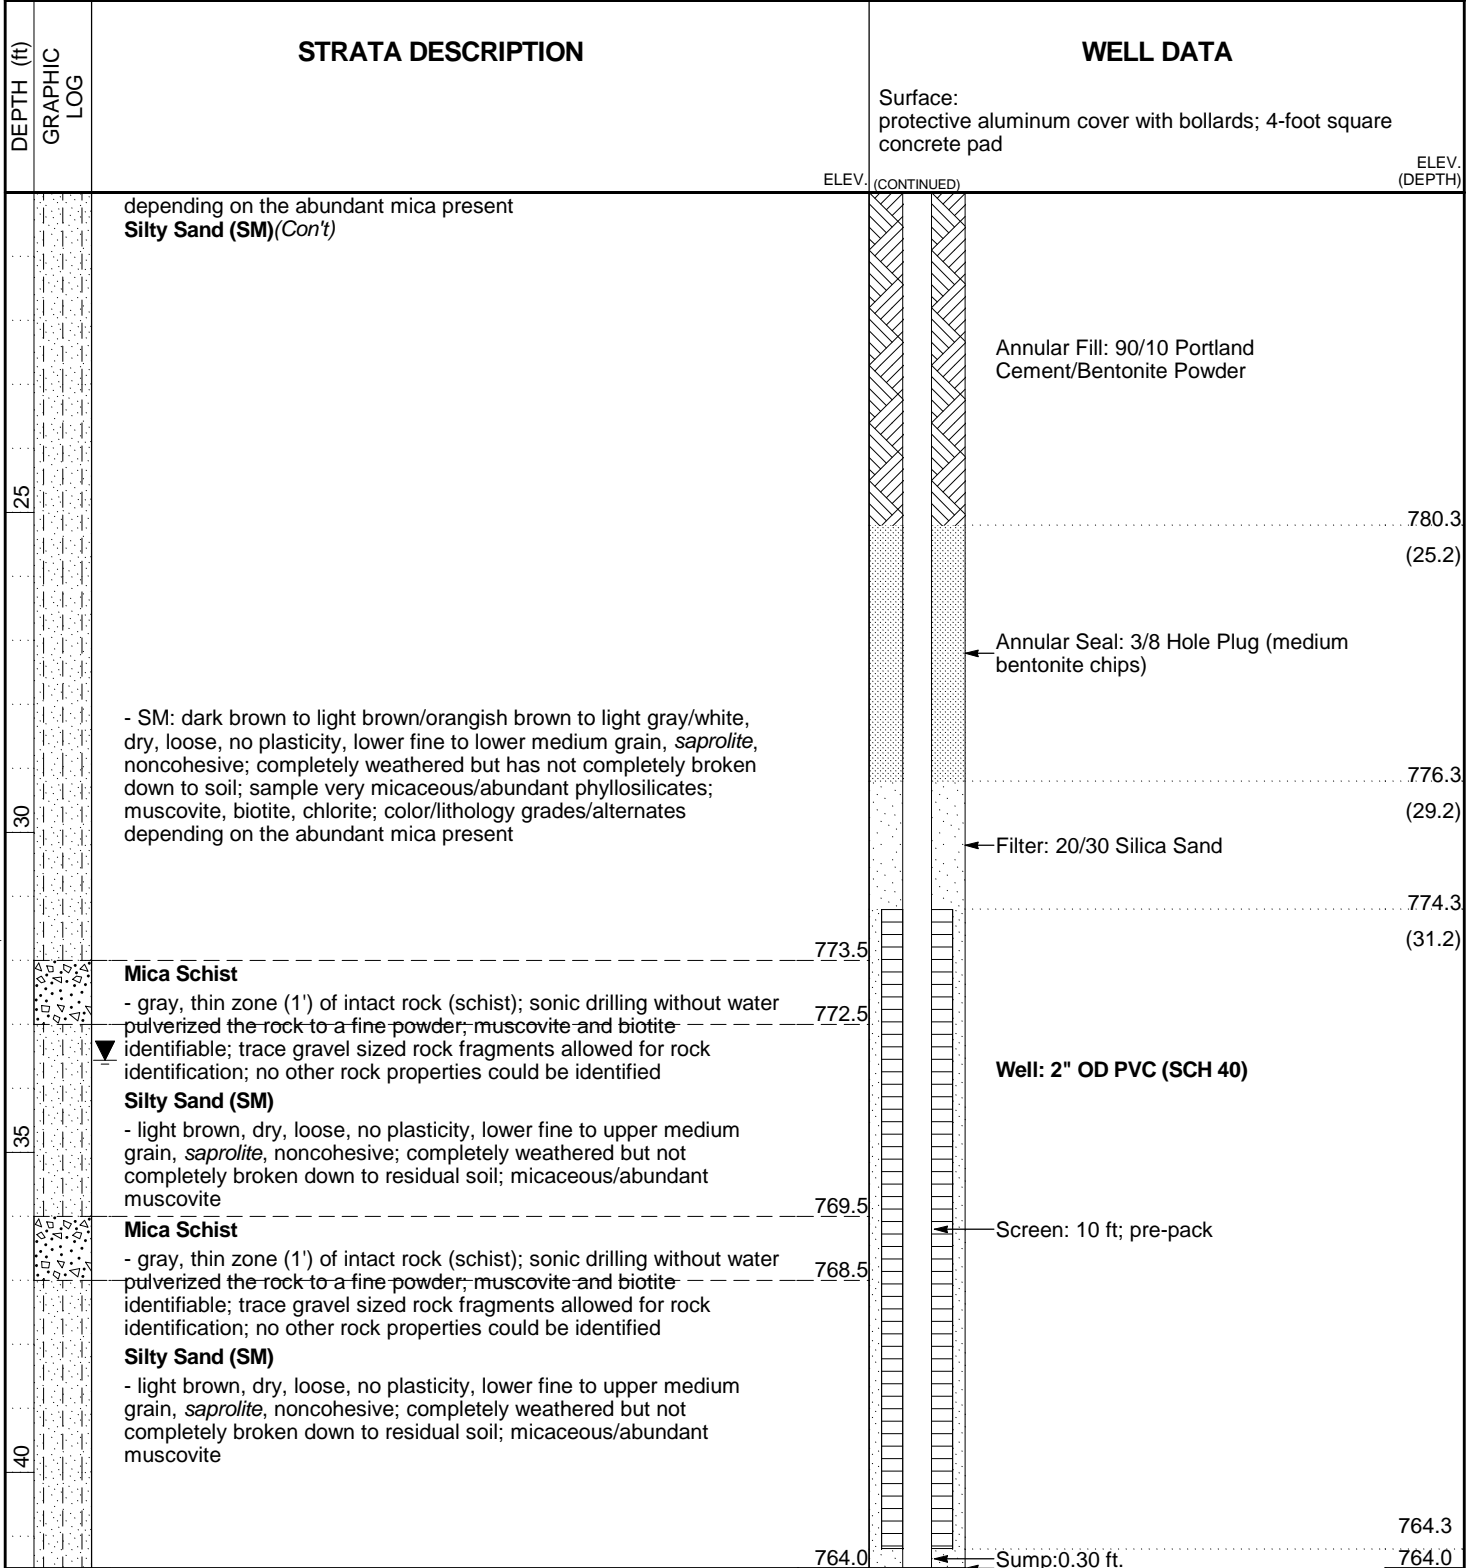 DEPTH (ft)
GRAPHIC
LOG
STRATA DESCRIPTION
ELEV.
WELL DATA
Surface:
protective aluminum cover with bollards; 4-foot square
concrete pad
(CONTINUED)
ELEV.
(DEPTH)
depending on the abundant mica present
Silty Sand (SM)(Con't)
Annular Fill: 90/10 Portland
Cement/Bentonite Powder
25
780.3
(25.2)
Annular Seal: 3/8 Hole Plug (medium
bentonite chips)
- SM: dark brown to light brown/orangish brown to light gray/white,
dry, loose, no plasticity, lower fine to lower medium grain, saprolite,
noncohesive; completely weathered but has not completely broken
down to soil; sample very micaceous/abundant phyllosilicates;
muscovite, biotite, chlorite; color/lithology grades/alternates
depending on the abundant mica present
776.3
(29.2)
30
Filter: 20/30 Silica Sand
774.3
(31.2)
773.5
Mica Schist
- gray, thin zone (1') of intact rock (schist); sonic drilling without water
pulverized the rock to a fine powder; muscovite and biotite
identifiable; trace gravel sized rock fragments allowed for rock
identification; no other rock properties could be identified
772.5
Well: 2" OD PVC (SCH 40)
Silty Sand (SM)
- light brown, dry, loose, no plasticity, lower fine to upper medium
grain, saprolite, noncohesive; completely weathered but not
completely broken down to residual soil; micaceous/abundant
muscovite
35
769.5
Mica Schist
- gray, thin zone (1') of intact rock (schist); sonic drilling without water
pulverized the rock to a fine powder; muscovite and biotite
identifiable; trace gravel sized rock fragments allowed for rock
identification; no other rock properties could be identified
Screen: 10 ft; pre-pack
768.5
Silty Sand (SM)
- light brown, dry, loose, no plasticity, lower fine to upper medium
grain, saprolite, noncohesive; completely weathered but not
completely broken down to residual soil; micaceous/abundant
muscovite
40
764.3
764.0
Sump:0.30 ft.
764.0